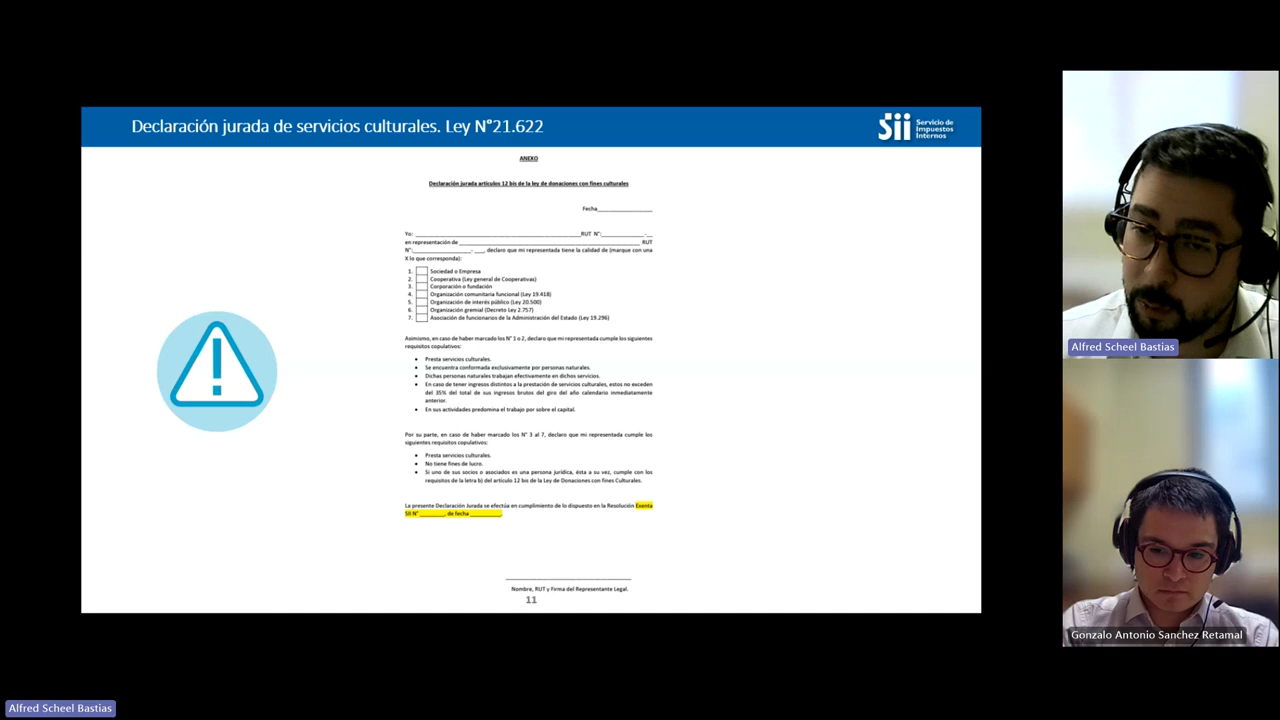 Declaración jurada de servicios culturales. Ley N°21.622
Sii Servicio de
Impuestos
Internos
ANEXO
Declaración jurada artículos 12 bis de la ley de donaciones con fines culturales
Fecha__________________
Yo: ______________________________________________________RUT N°:______________-__
en representación de ____________________________________________________________ RUT
N°:___________________- ___, declaro que mi representada tiene la calidad de (marque con una
X lo que corresponda):
1. Sociedad o Empresa
2. Cooperativa (Ley general de Cooperativas)
3. Corporación o fundación
4. Organización comunitaria funcional (Ley 19.418)
5. Organización de interés público (Ley 20.500)
6. Organización gremial (Decreto Ley 2.757)
7. Asociación de funcionarios de la Administración del Estado (Ley 19.296)
Asimismo, en caso de haber marcado los N° 1 o 2, declaro que mi representada cumple los siguientes
requisitos copulativos:
• Presta servicios culturales.
• Se encuentra conformada exclusivamente por personas naturales.
• Dichas personas naturales trabajan efectivamente en dichos servicios.
• En caso de tener ingresos distintos a la prestación de servicios culturales, estos no exceden
del 35% del total de sus ingresos brutos del giro del año calendario inmediatamente
anterior.
• En sus actividades predomina el trabajo por sobre el capital.
Por su parte, en caso de haber marcado los N° 3 al 7, declaro que mi representada cumple los
siguientes requisitos copulativos:
• Presta servicios culturales.
• No tiene fines de lucro.
• Si uno de sus socios o asociados es una persona jurídica, ésta a su vez, cumple con los
requisitos de la letra b) del artículo 12 bis de la Ley de Donaciones con fines Culturales.
La presente Declaración Jurada se efectúa en cumplimiento de lo dispuesto en la Resolución Exenta
SII N° ________, de fecha __________.
Nombre, RUT y Firma del Representante Legal.
11
Alfred Scheel Bastias
Gonzalo Antonio Sanchez Retamal
Alfred Scheel Bastias